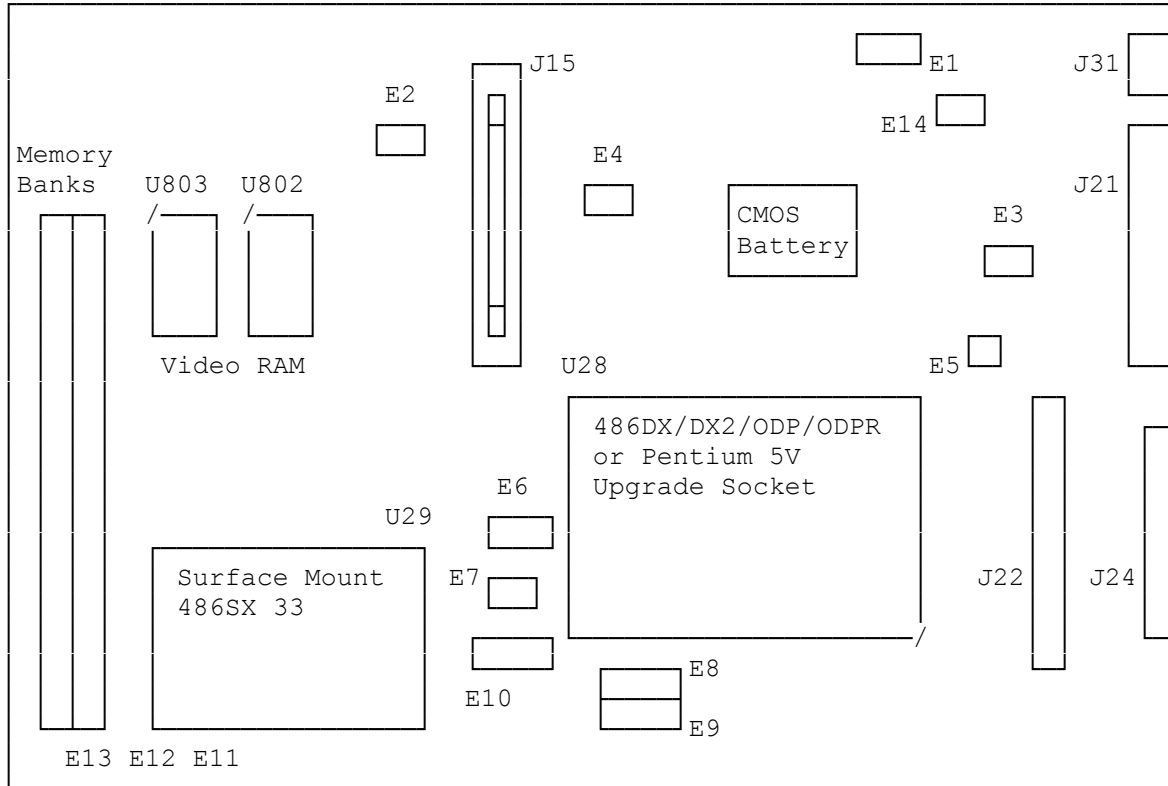 J15
E1
J31
E2
E14
Memory
Banks
E4
U803
U802
J21
CMOS
Battery
E3
Video RAM
U28
E5
486DX/DX2/ODP/ODPR
or Pentium 5V
Upgrade Socket
E6
U29
Surface Mount
486SX 33
E7
J22
J24
E8
E10
E9
E13 E12 E11